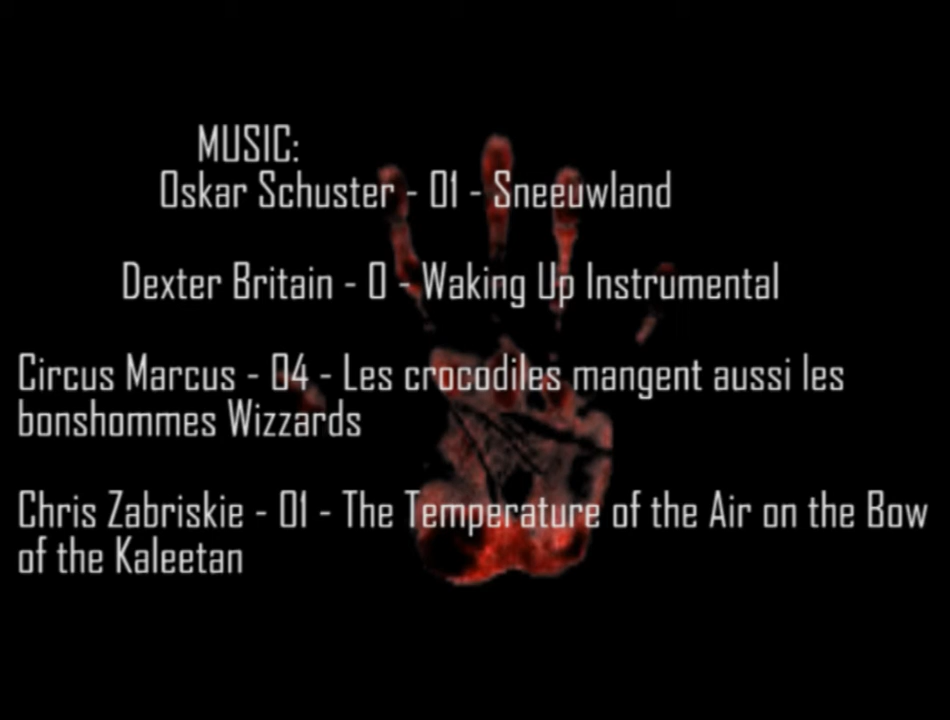 MUSIC:
Oskar Schuster - 01 - Sneeuwland
Dexter Britain - 0 - Waking Up Instrumental
Circus Marcus - 04 - Les crocodiles mangent aussi les
bonshommes Wizzards
Chris Zabriskie - 01 - The Temperature of the Air on the Bow
of the Kaleetan